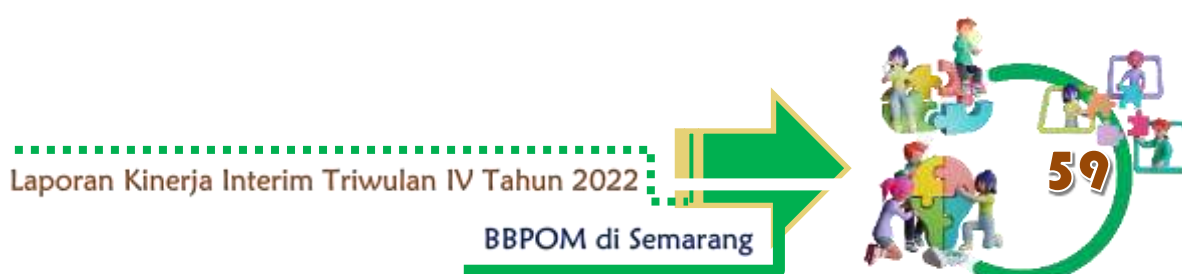 Laporan Kinerja Interim Triwulan IV Tahun 2022
BBPOM di Semarang
59